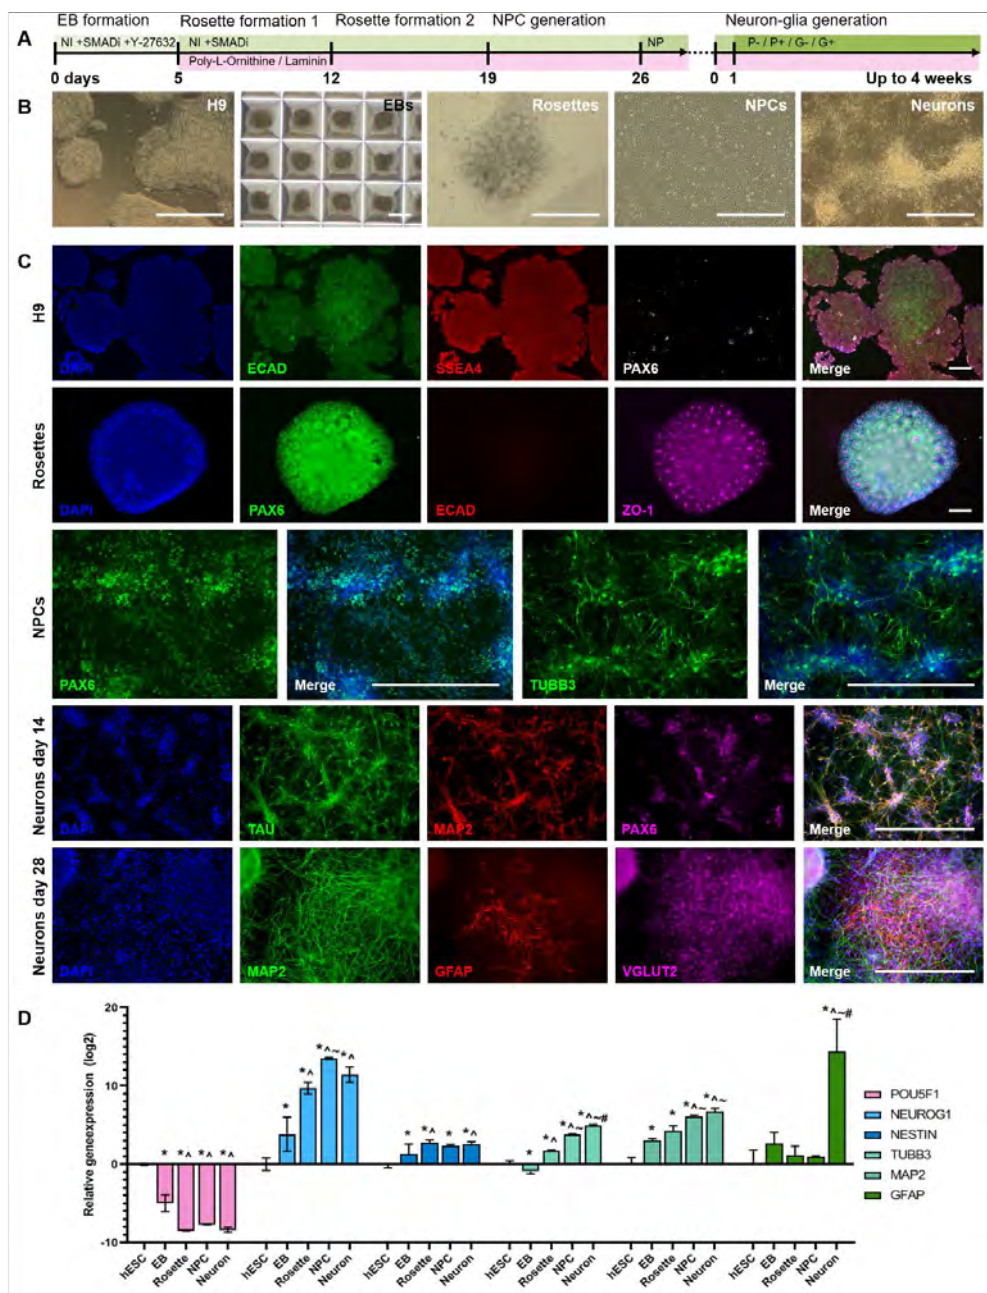 EB formation
Rosette formation 1
Rosette formation 2
NPC generation
Neuron-glia generation
A
NI +SMADi +Y-27632
NI +SMADi
NP
P- / P+ / G- / G+
Poly-L-Ornithine / Laminin
0 days
5
12
19
26
0
1
Up to 4 weeks
B
H9
EBs
Rosettes
NPCs
Neurons
C
H9
DAPI
ECAD
SSEA4
PAX6
Merge
Rosettes
DAPI
PAX6
ECAD
ZO-1
Merge
NPCs
PAX6
Merge
TUBB3
Merge
Neurons day 14
DAPI
TAU
MAP2
PAX6
Merge
Neurons day 28
DAPI
MAP2
GFAP
VGLUT2
Merge
D
Relative geneexpression (log2)
20
10
0
-10
* *^ *^ *^
* *^ *^~ *^
* *^ * *^
* *^ *^~ *^~#
* * *^~ *^~
*^~#
hESC EB Rosette NPC Neuron
hESC EB Rosette NPC Neuron
hESC EB Rosette NPC Neuron
hESC EB Rosette NPC Neuron
hESC EB Rosette NPC Neuron
hESC EB Rosette NPC Neuron
POU5F1
NEUROG1
NESTIN
TUBB3
MAP2
GFAP